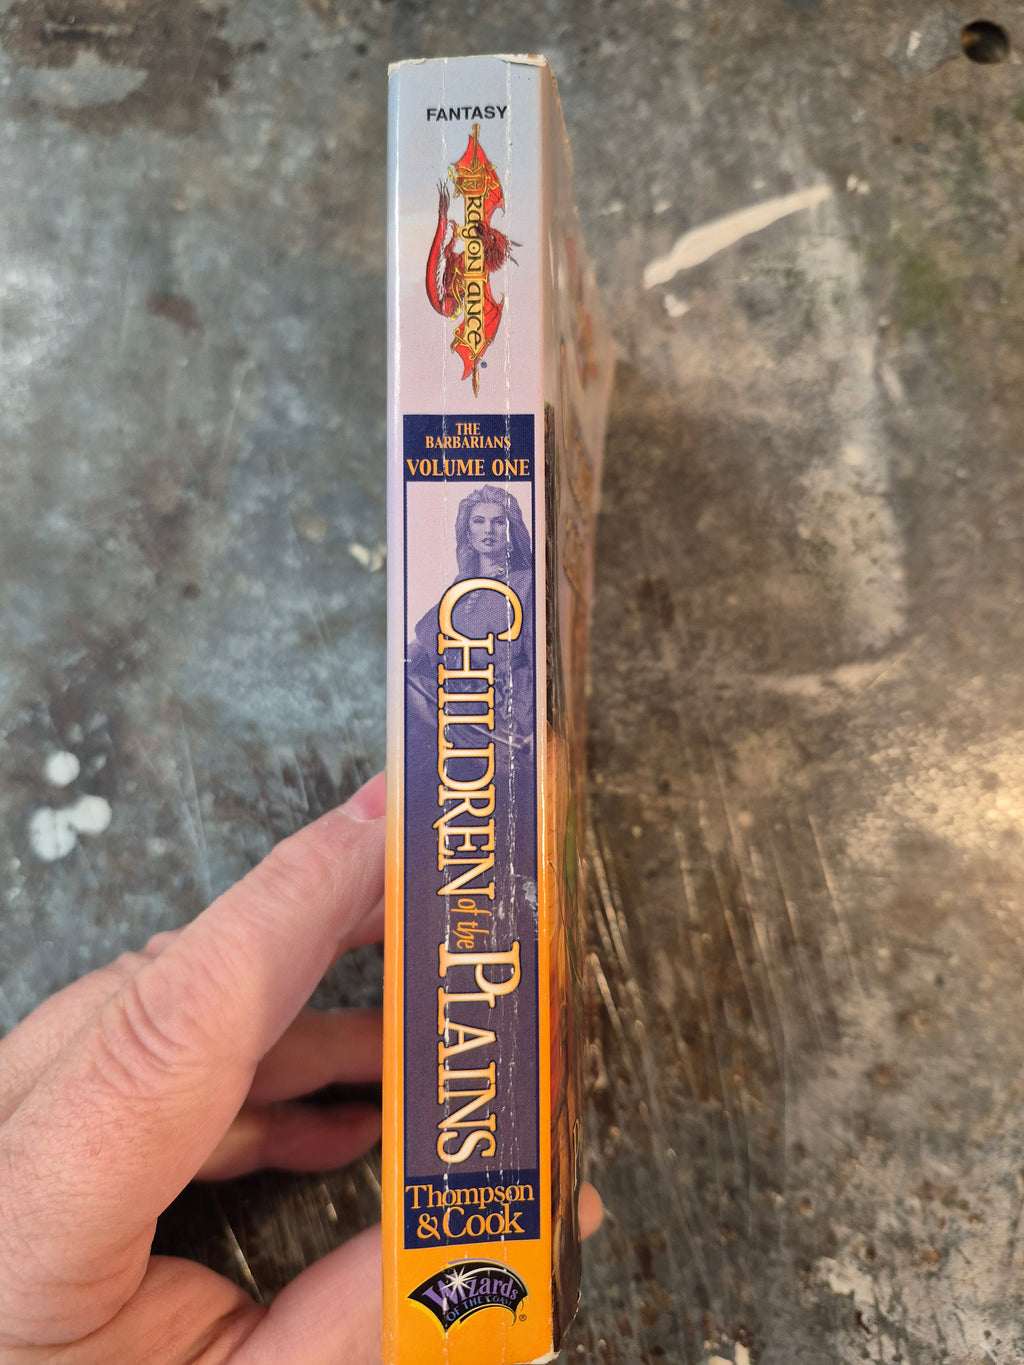 FANTASY
DRAGONLANCE
®
THE
BARBARIANS
VOLUME ONE
CHILDREN of the PLAINS
Thompson
& Cook
Wizards
OF THE COAST
®